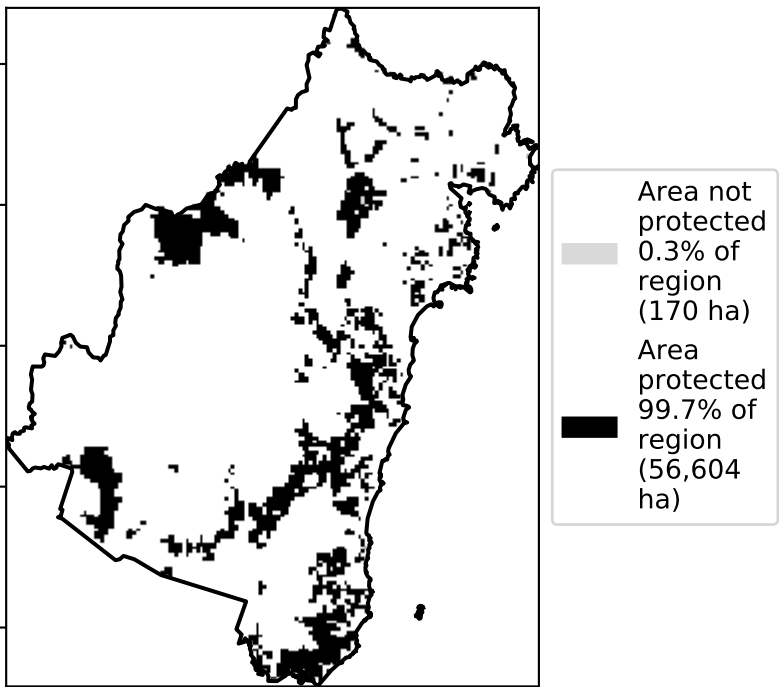 Area not
protected
0.3% of
region
(170 ha)
Area
protected
99.7% of
region
(56,604
ha)